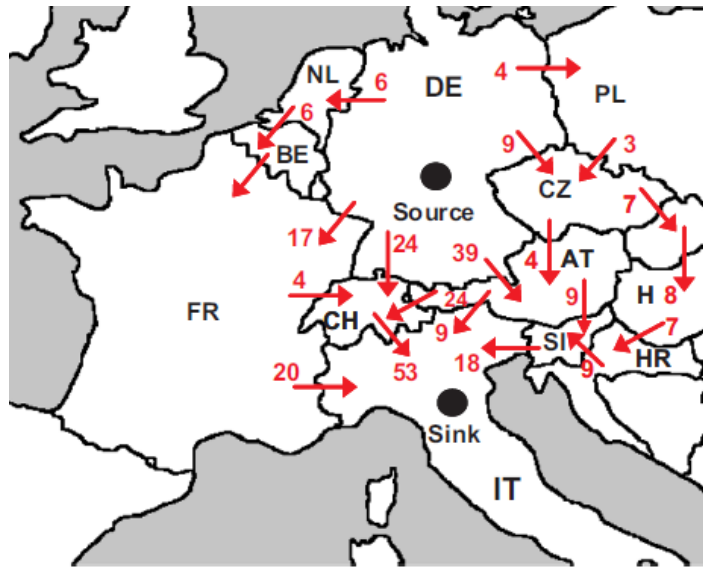 NL
6
DE
4
PL
6
BE
9
3
CZ
Source
7
17
24
39
4
AT
4
24
9
H
8
FR
CH
9
SI
7
HR
20
53
18
9
Sink
IT